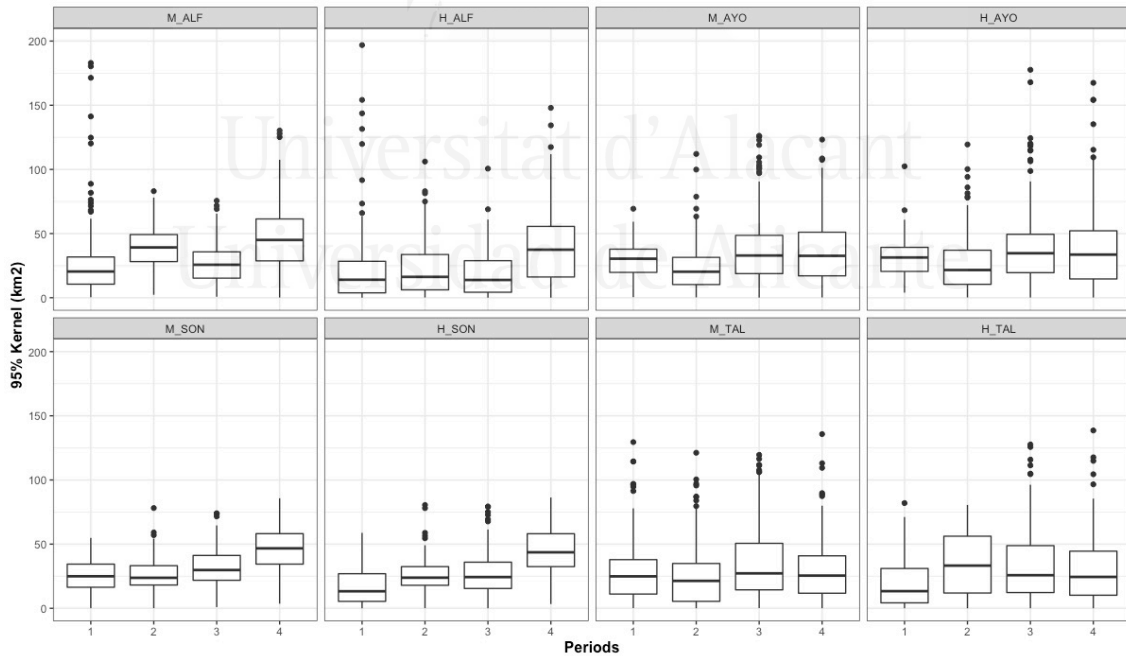 M_ALF H_ALF M_AYO H_AYO
200
150
100
50
0
Universitat d'Alacant
Universidad de Alicante
M_SON H_SON M_TAL H_TAL
200
150
100
50
0
95% Kernel (km2)
1 2 3 4 1 2 3 4 1 2 3 4 1 2 3 4
Periods